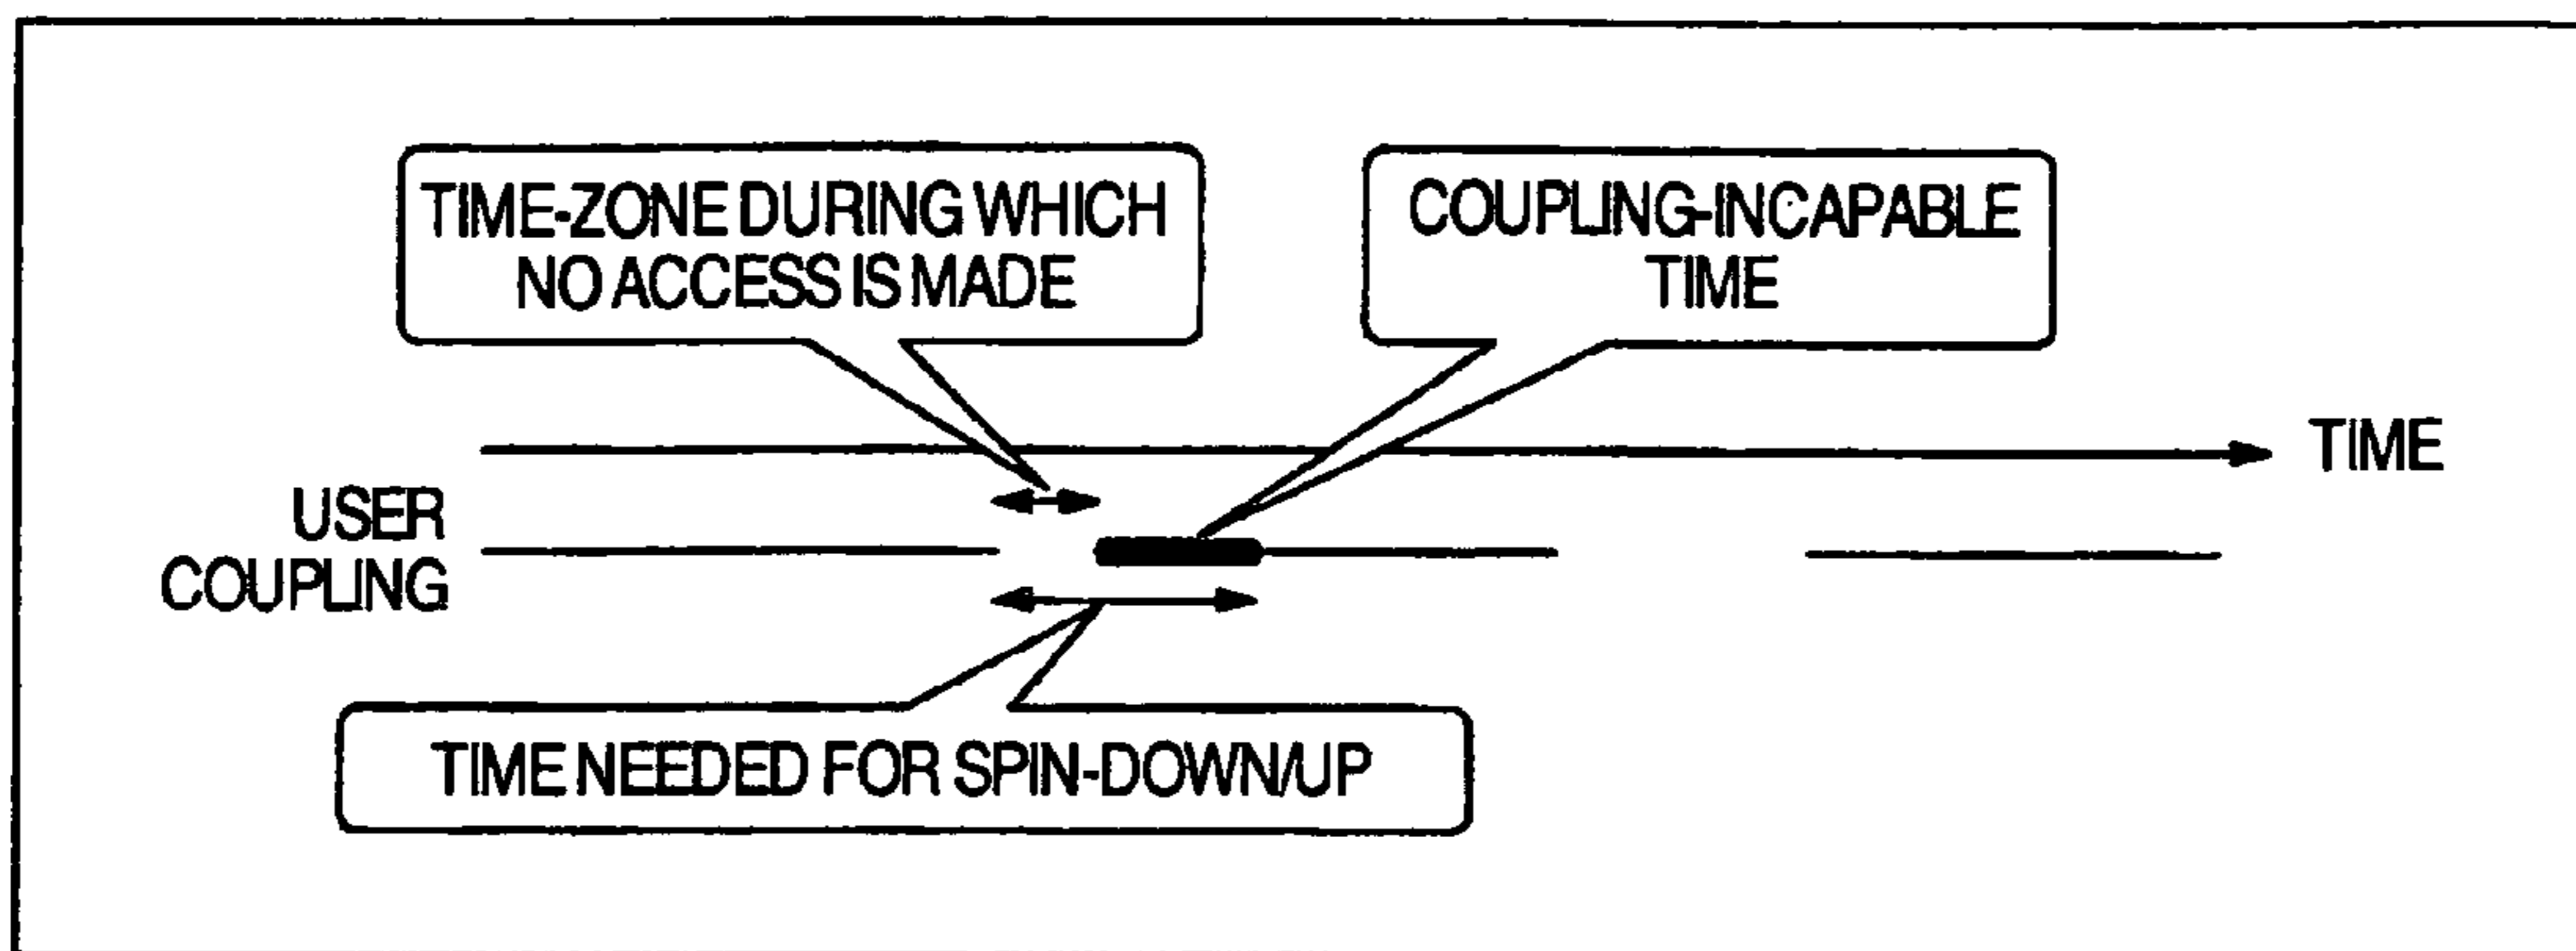 TIME-ZONE DURING WHICH
NO ACCESS IS MADE
COUPLING-INCAPABLE
TIME
TIME
USER
COUPLING
TIME NEEDED FOR SPIN-DOWN/UP